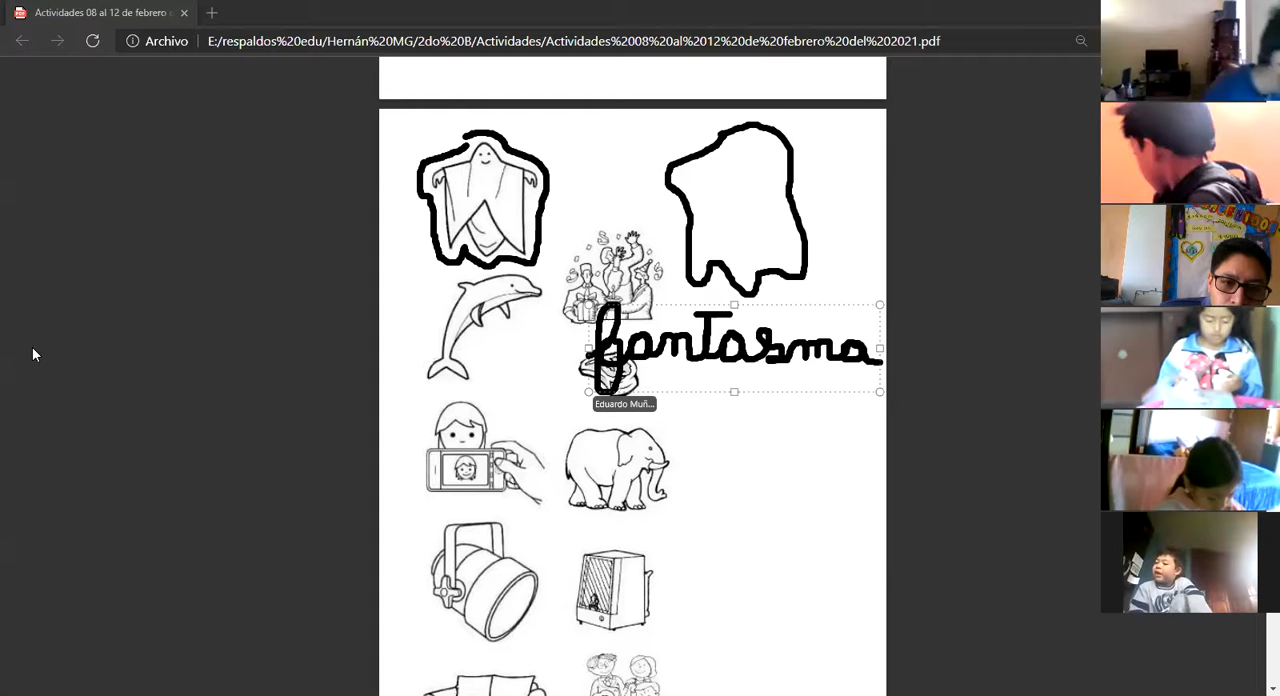 Actividades 08 al 12 de febrero
Archivo
E:/respaldos%20edu/Hernán%20MG/2do%20B/Actividades/Actividades%2008%20al%2012%20de%20febrero%20del%202021.pdf
fantasma
Eduardo Muñ...